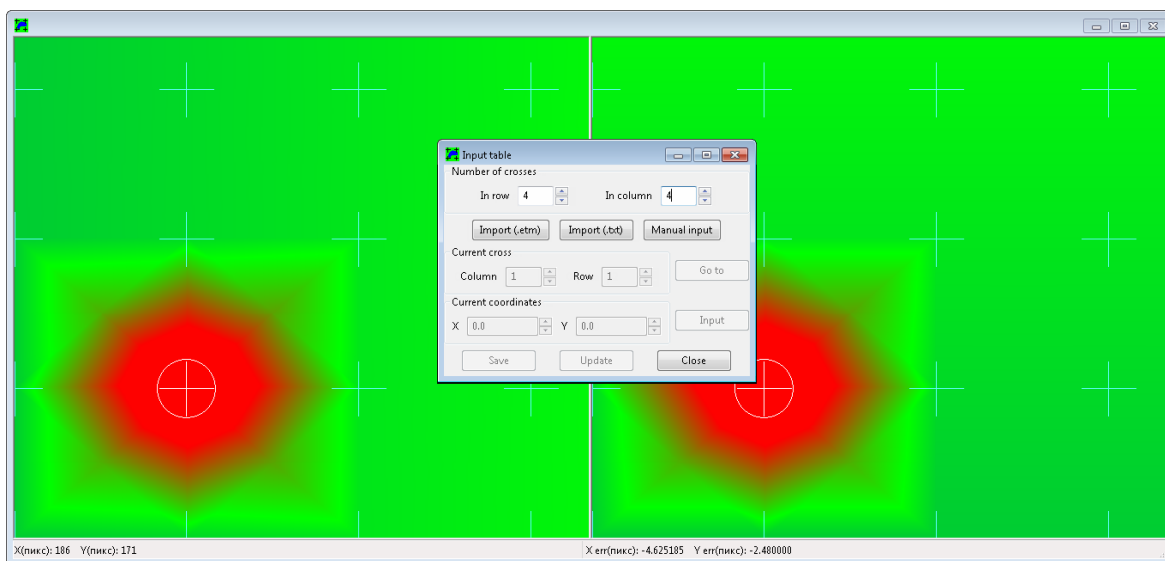 Input table
Number of crosses
In row 4 In column 4
Import (.etm) Import (.txt) Manual input
Current cross
Column 1 Row 1 Go to
Current coordinates
X 0.0 Y 0.0 Input
Save Update Close
X(пикс): 186 Y(пикс): 171 X err(пикс): -4.625185 Y err(пикс): -2.480000